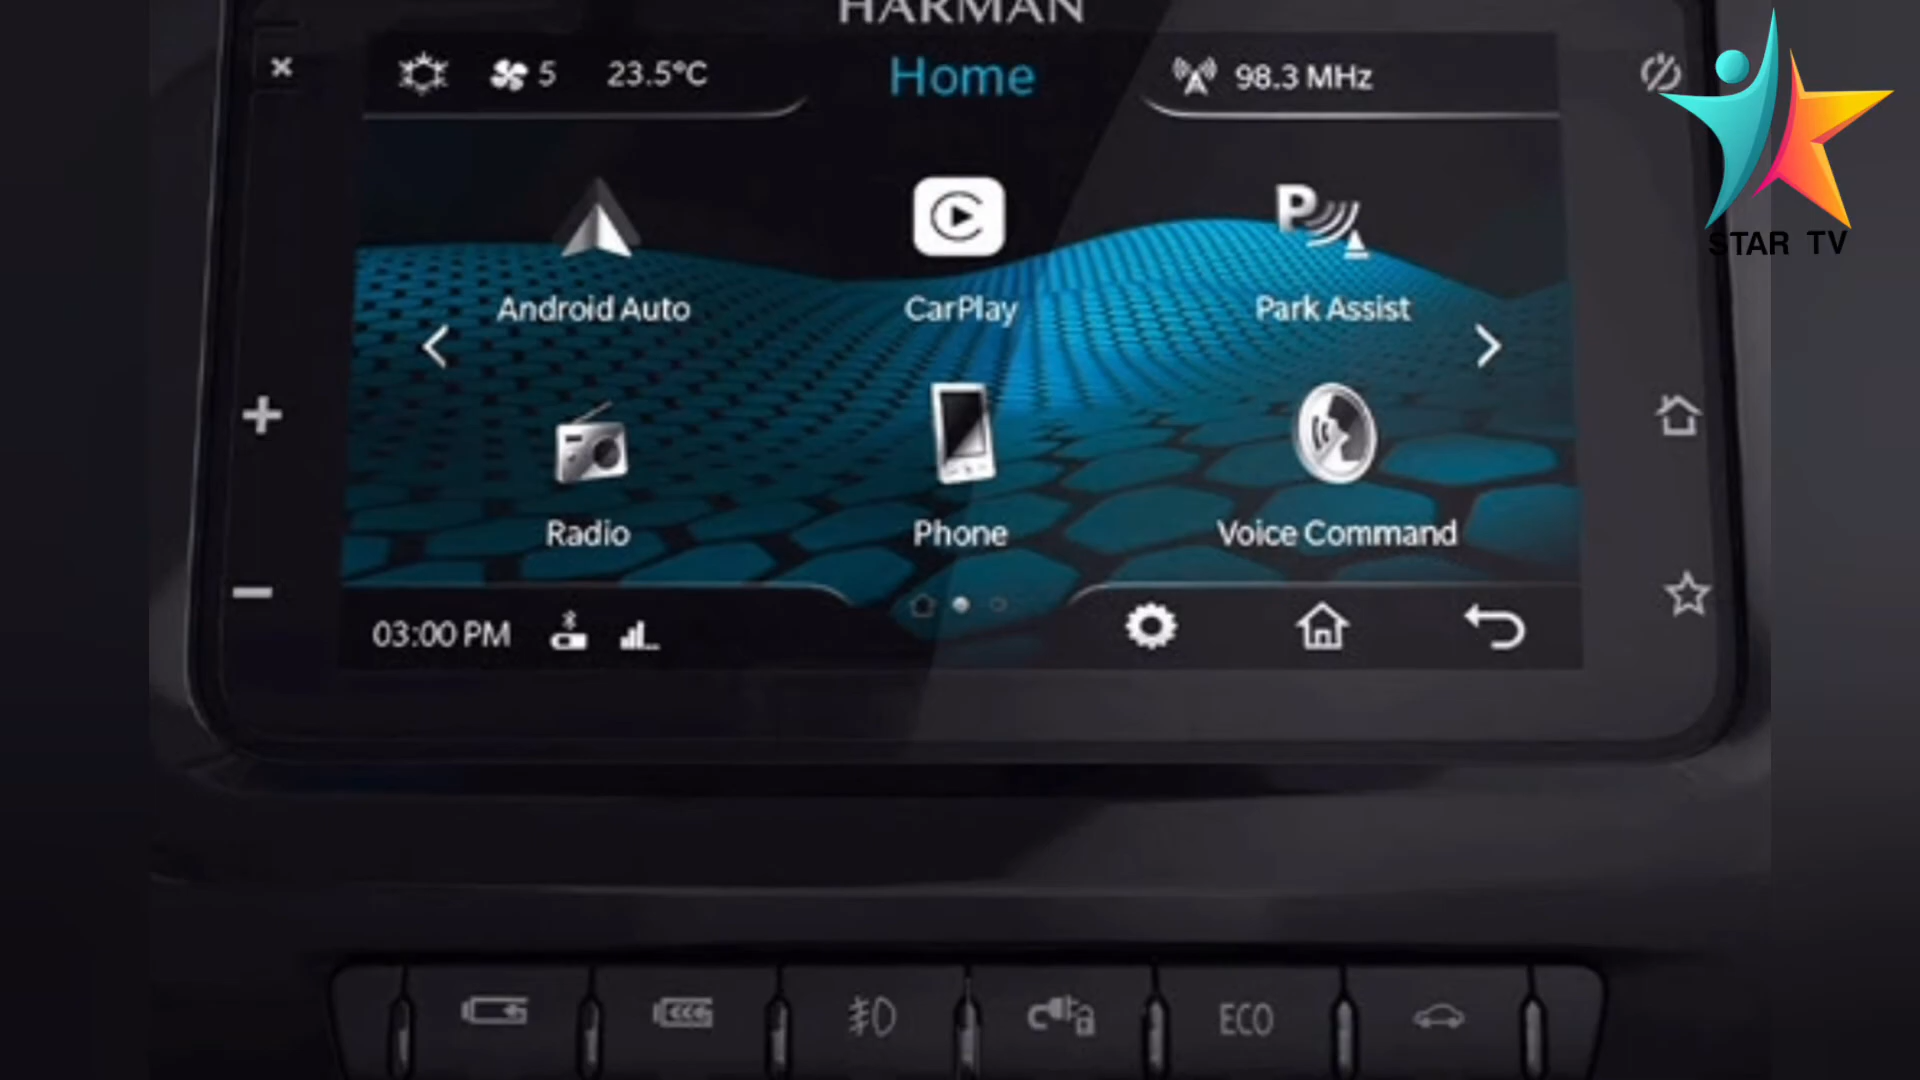 HARMAN
5 23.5°C Home 98.3 MHz
STAR TV
Android Auto CarPlay Park Assist
Radio Phone Voice Command
03:00 PM
ECO